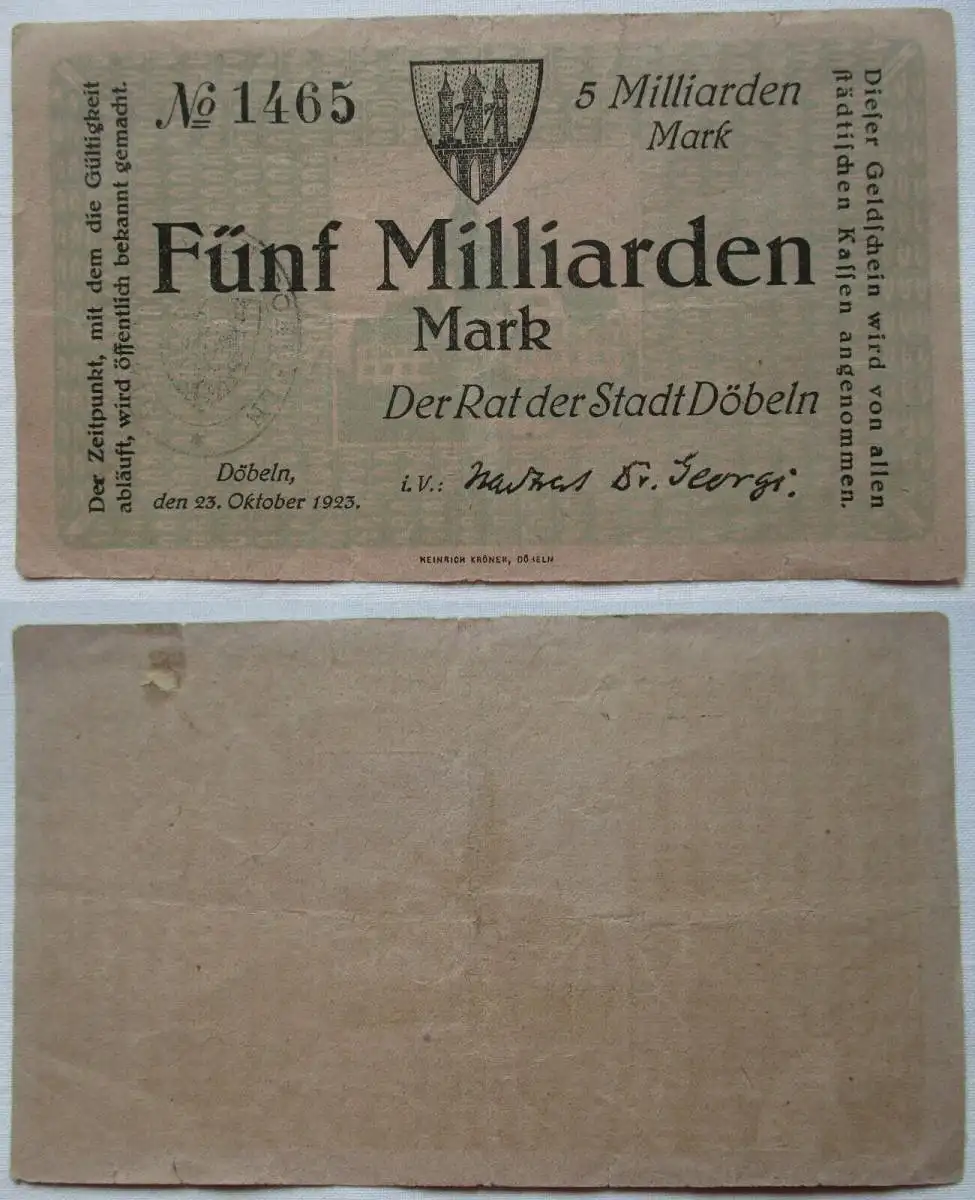 Der Zeitpunkt, mit dem die Gültigkeit
abläuft, wird öffentlich bekannt gemacht.
№ 1465
5 Milliarden
Mark
Fünf Milliarden
Mark
Der Rat der Stadt Döbeln
Döbeln,
den 23. Oktober 1923.
i.V.: Dr. Georgi.
HEINRICH KRÖNER, DÖBELN
Dieſer Geldſchein wird von allen
ſtädtiſchen Kaſſen angenommen.